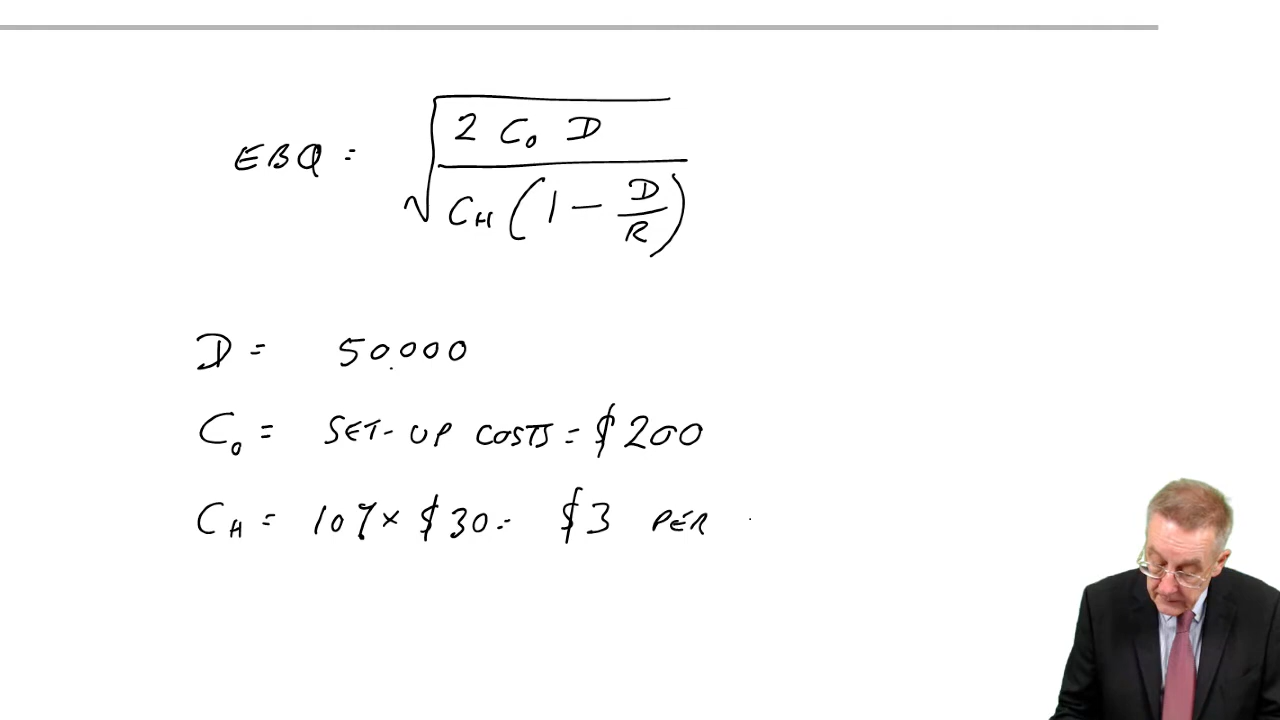 EBQ = √ 2 C₀ D / C_H (1 − D/R)
D = 50,000
C₀ = SET-UP COSTS = $200
C_H = 10% × $30 = $3 PER